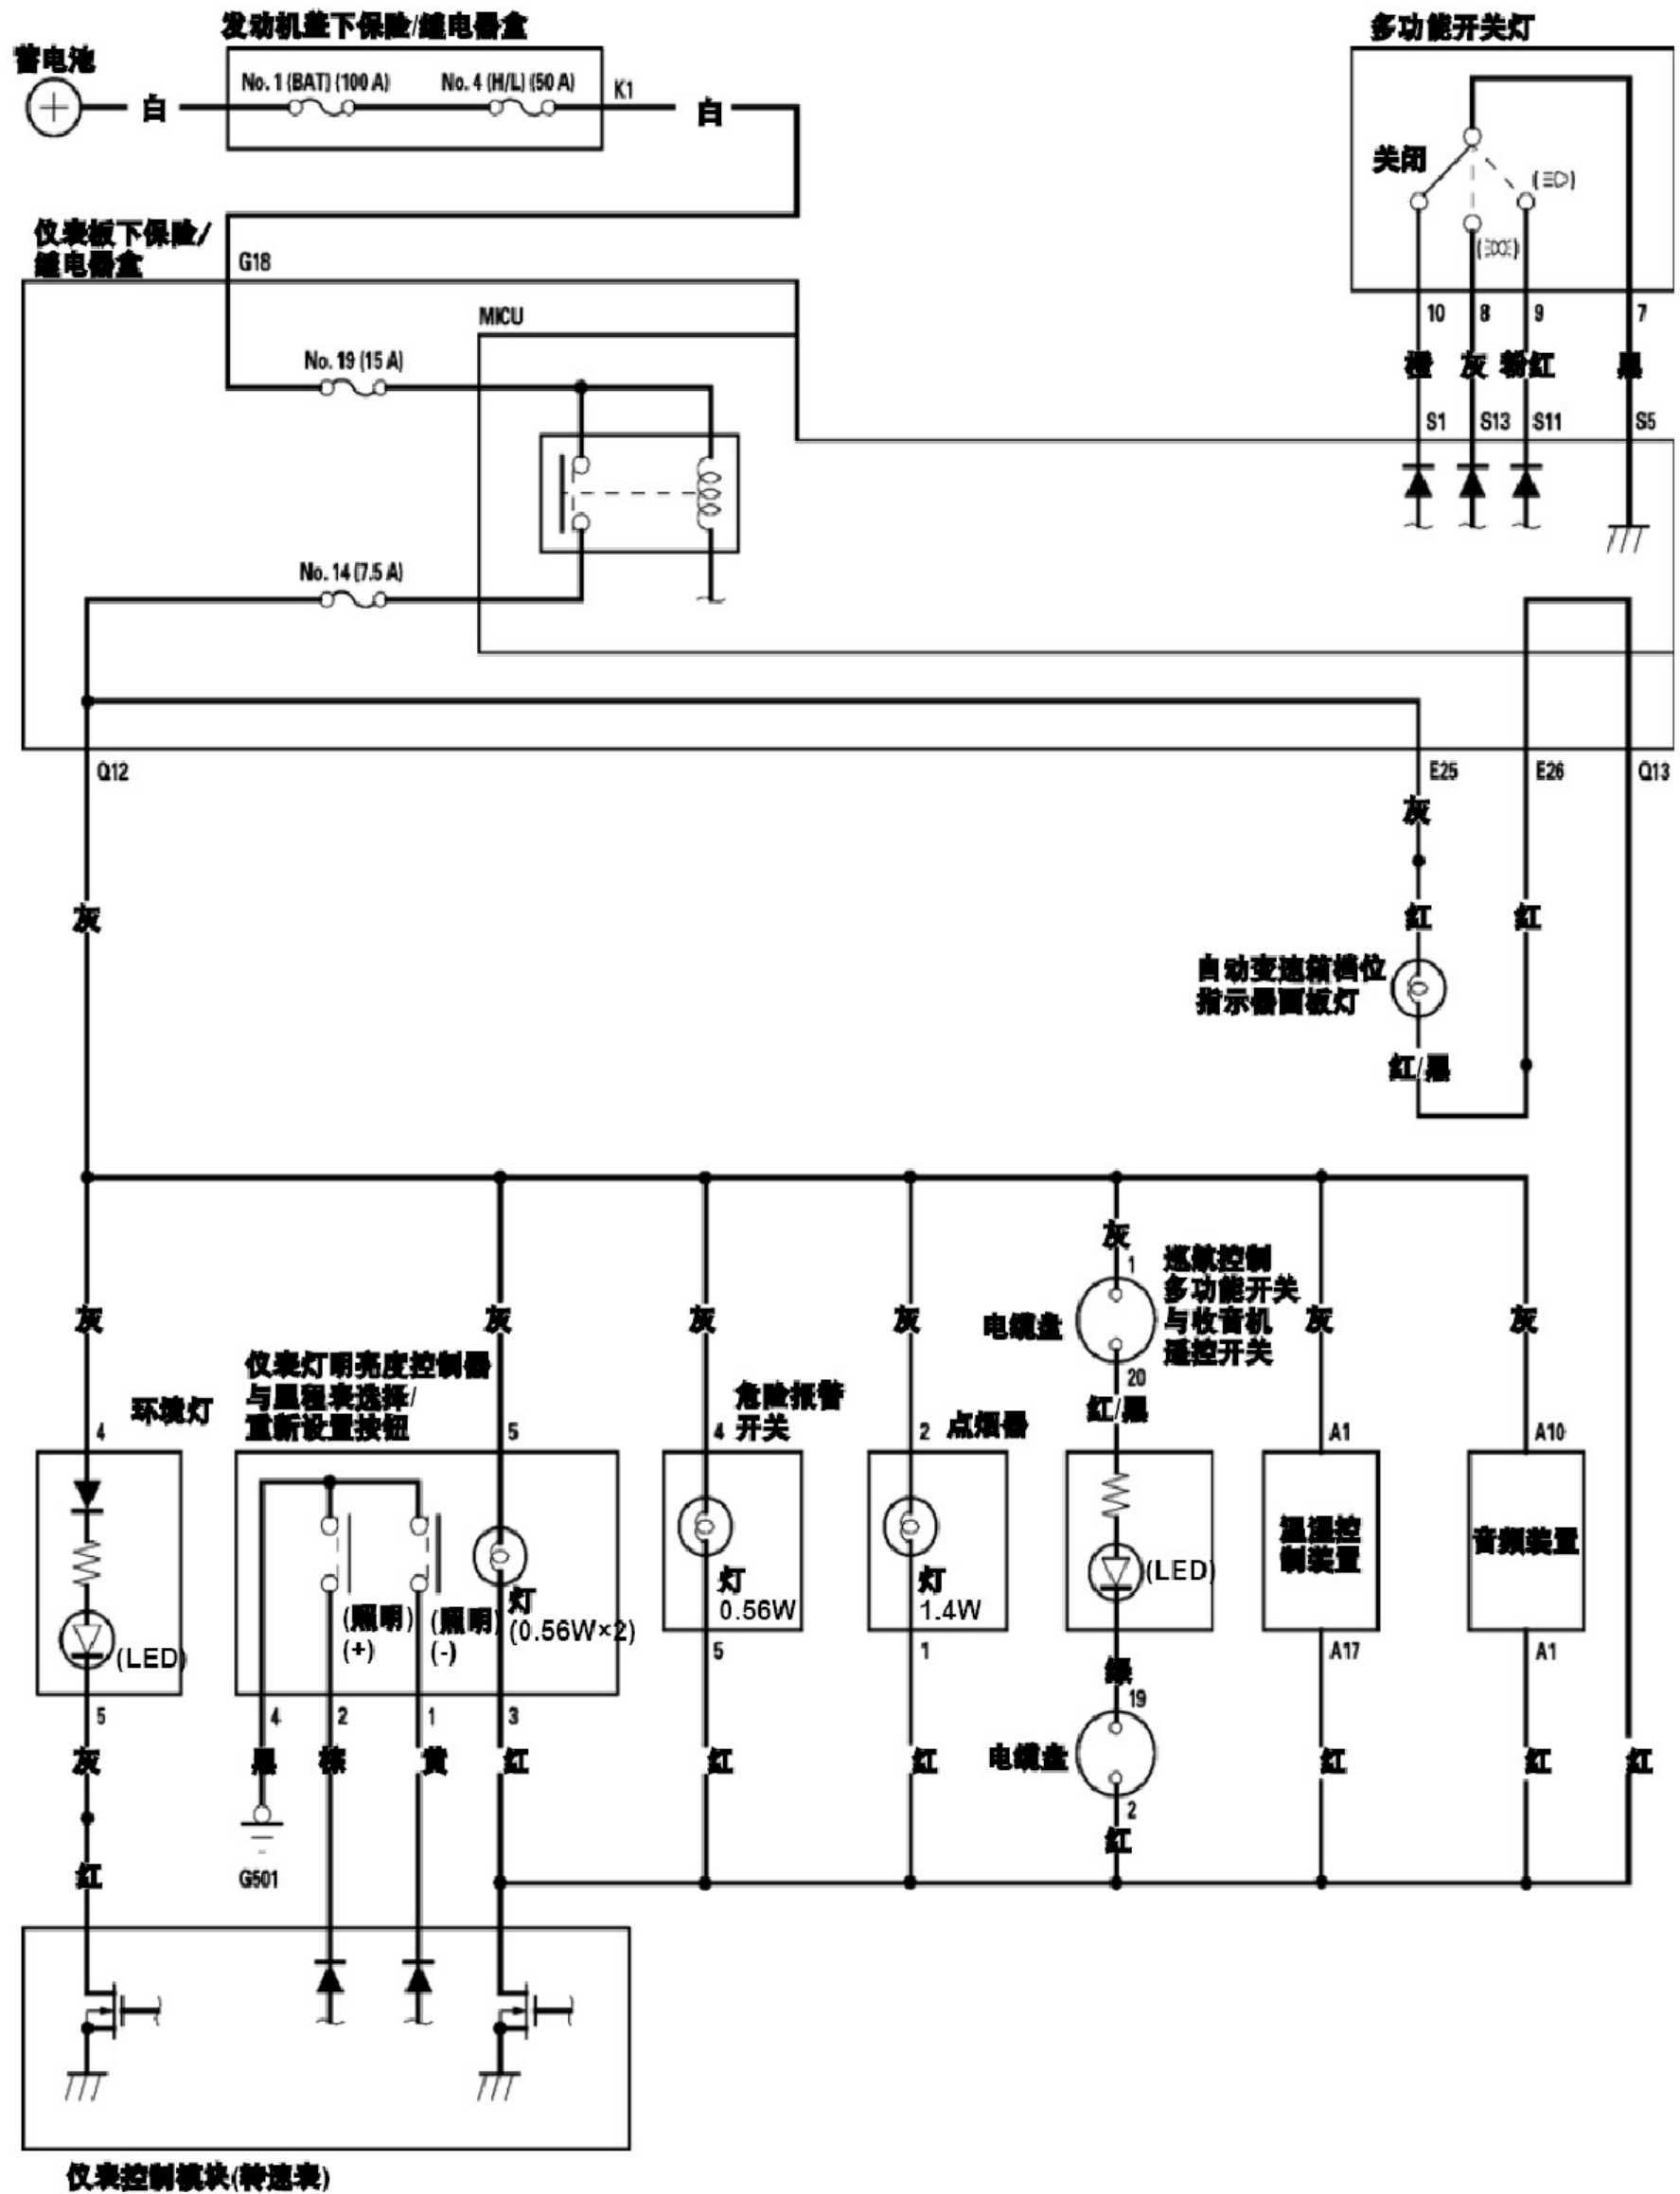 发动机盖下保险/继电器盒
多功能开关灯
蓄电池
No. 1 (BAT) (100 A)
No. 4 (H/L) (50 A)
K1
白
白
关闭
仪表板下保险/
继电器盒
G18
MICU
10
8
9
7
No. 19 (15 A)
橙
灰
粉红
黑
S1
S13
S11
S5
No. 14 (7.5 A)
Q12
E25
E26
Q13
灰
灰
红
红
自动变速箱档位
指示器面板灯
红/黑
灰
1
巡航控制
多功能开关
与收音机
遥控开关
电缆盘
灰
灰
灰
灰
灰
灰
20
红/黑
仪表灯明亮度控制器
与里程表选择/
重新设置按钮
环境灯
危险报警
开关
点烟器
4
5
4
2
A1
A10
温湿控
制装置
音频装置
(LED)
灯
0.56W
灯
1.4W
(照明)
(+)
(照明)
(-)
灯
(0.56W×2)
(LED)
5
1
A17
A1
绿
19
5
4
2
1
3
灰
黑
棕
黄
红
红
红
电缆盘
红
红
红
2
红
红
G501
仪表控制模块(转速表)